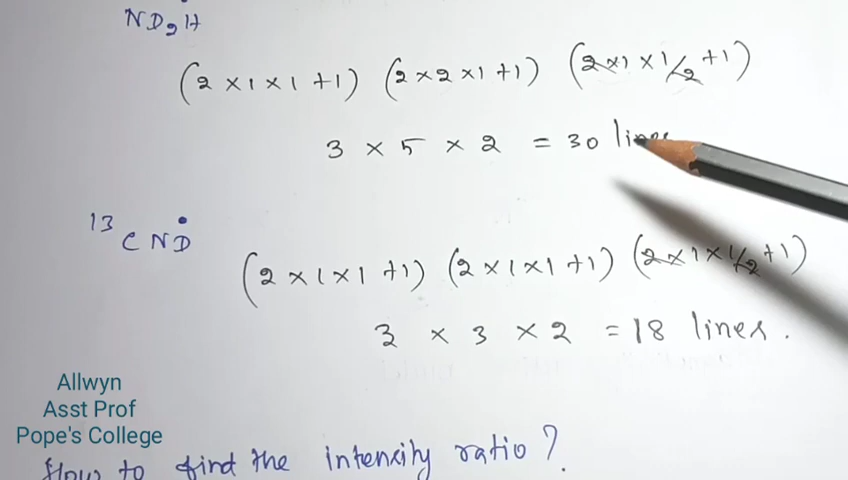 ND2H
(2×1×1+1) (2×2×1+1) (2×1×1/2+1)
3 × 5 × 2 = 30 lines
13CND
(2×1×1+1) (2×1×1+1) (2×1×1/2+1)
3 × 3 × 2 = 18 lines.
Allwyn
Asst Prof
Pope's College
How to find the intensity ratio?